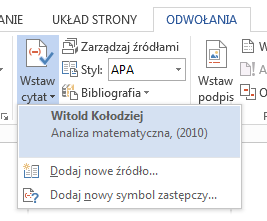 ANIE UKŁAD STRONY ODWOŁANIA
Wstaw cytat
Zarządzaj źródłami
Styl: APA
Bibliografia
Wstaw podpis
Witold Kołodziej
Analiza matematyczna, (2010)
Dodaj nowe źródło...
Dodaj nowy symbol zastępczy...